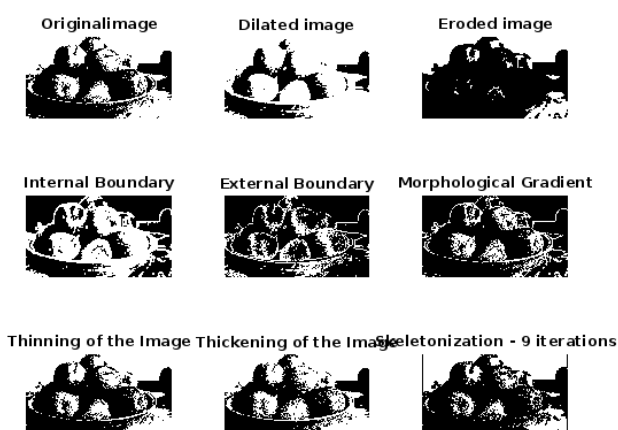 Originalimage
Dilated image
Eroded image
Internal Boundary
External Boundary
Morphological Gradient
Thinning of the Image
Thickening of the Image
Skeletonization - 9 iterations